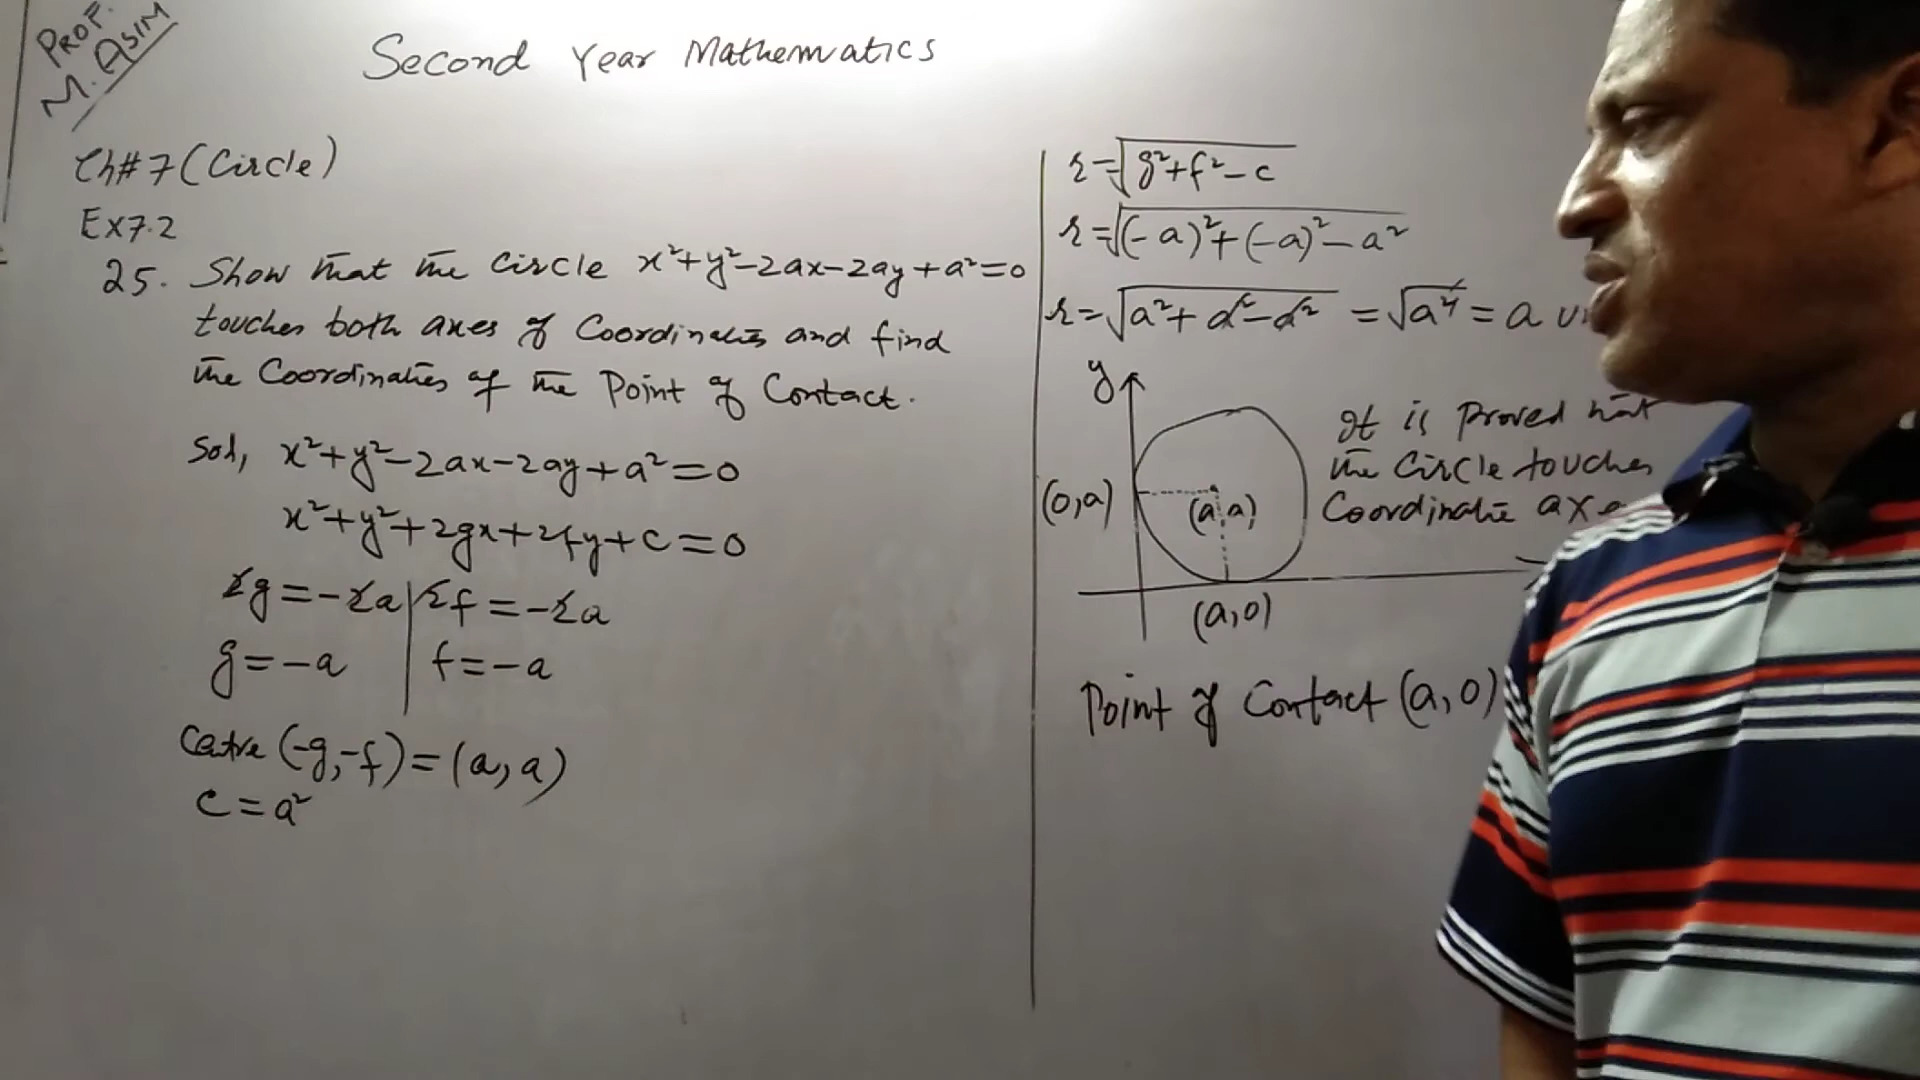 PROF.
M. ASIM
Second Year Mathematics
Ch#7 (Circle)
Ex7.2
25. Show that the Circle x²+y²-2ax-2ay+a²=0
touches both axes of Coordinates and find
the Coordinates of the Point of Contact.
Sol, x²+y²-2ax-2ay+a²=0
x²+y²+2gx+2fy+c=0
2g=-2a | 2f=-2a
g=-a | f=-a
Centre (-g,-f)=(a,a)
c=a²
r=√g²+f²-c
r=√(-a)²+(-a)²-a²
r=√a²+a²-a² = √a² = a
y
(0,a)
(a,a)
(a,0)
It is Proved that
the Circle touches
Coordinate
Point of Contact (a,0)